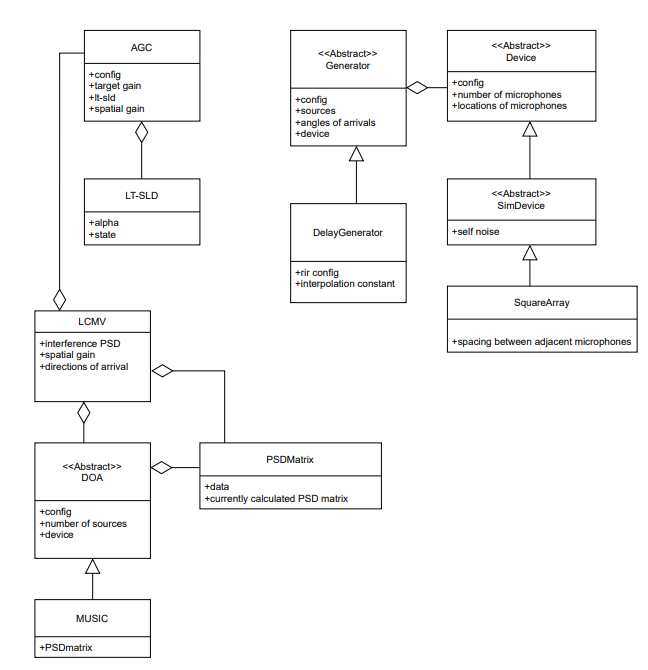 AGC
+config
+target gain
+lt-sld
+spatial gain
<<Abstract>>
Generator
+config
+sources
+angles of arrivals
+device
<<Abstract>>
Device
+config
+number of microphones
+locations of microphones
LT-SLD
+alpha
+state
<<Abstract>>
SimDevice
+self noise
DelayGenerator
+rir config
+interpolation constant
SquareArray
+spacing between adjacent microphones
LCMV
+interference PSD
+spatial gain
+directions of arrival
<<Abstract>>
DOA
+config
+number of sources
+device
PSDMatrix
+data
+currently calculated PSD matrix
MUSIC
+PSDmatrix